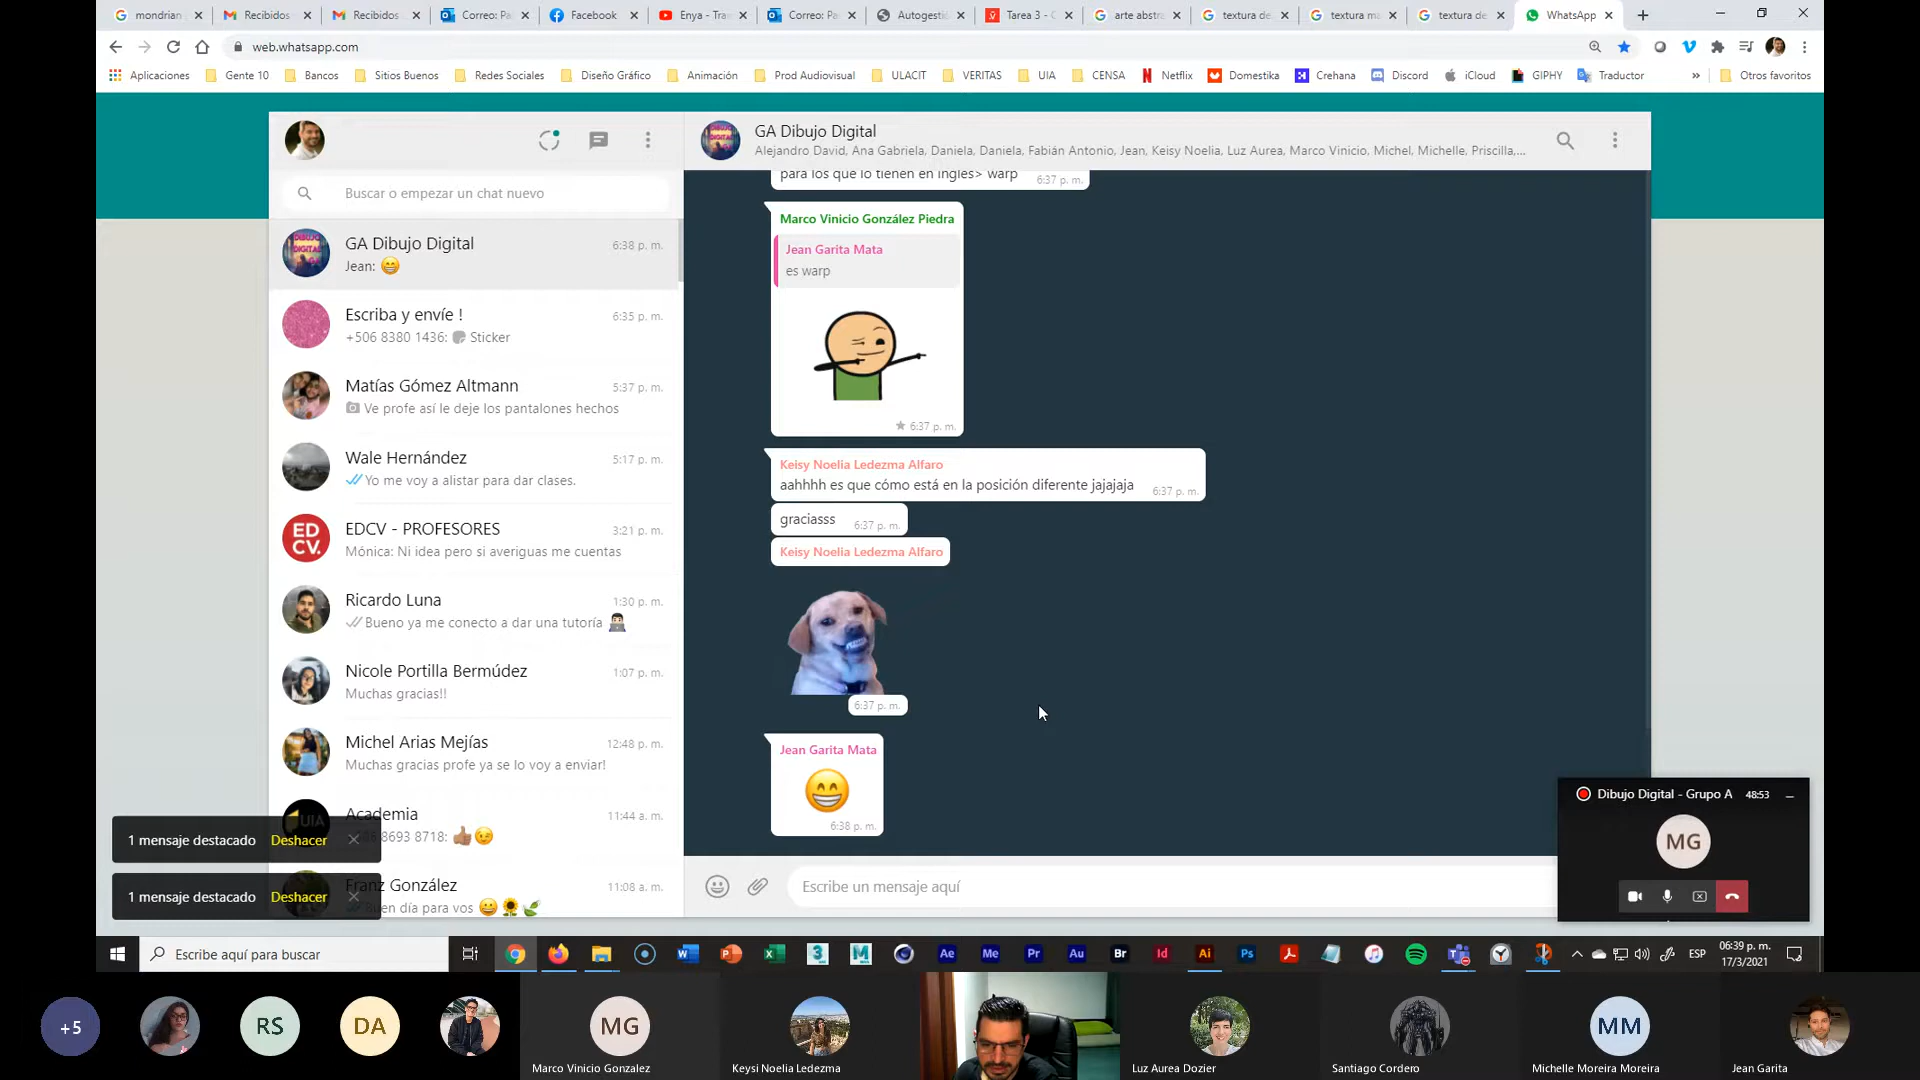 mondrian
Recibidos
Recibidos
Correo: Pa
Facebook
Enya - Tra
Correo: Pa
Autogesti
Tarea 3 - 
arte abstr
textura de
textura m
textura de
WhatsApp
web.whatsapp.com
Aplicaciones
Gente 10
Bancos
Sitios Buenos
Redes Sociales
Diseño Gráfico
Animación
Prod Audiovisual
ULACIT
VERITAS
UIA
CENSA
Netflix
Domestika
Crehana
Discord
iCloud
GIPHY
Traductor
»
Otros favoritos
Buscar o empezar un chat nuevo
GA Dibujo Digital
6:38 p. m.
Jean: 😁
Escriba y envíe !
6:35 p. m.
+506 8380 1436: Sticker
Matías Gómez Altmann
5:37 p. m.
Ve profe así le deje los pantalones hechos
Wale Hernández
5:17 p. m.
Yo me voy a alistar para dar clases.
EDCV.
EDCV - PROFESORES
3:21 p. m.
Mónica: Ni idea pero si averiguas me cuentas
Ricardo Luna
1:30 p. m.
Bueno ya me conecto a dar una tutoría 👨🏻‍💻
Nicole Portilla Bermúdez
1:07 p. m.
Muchas gracias!!
Michel Arias Mejías
12:48 p. m.
Muchas gracias profe ya se lo voy a enviar!
UIA
Academia
11:44 a. m.
8693 8718: 👍🏽😉
Franz González
11:08 a. m.
Buen día para vos 😀🌻🍃
1 mensaje destacado Deshacer
1 mensaje destacado Deshacer
GA Dibujo Digital
Alejandro David, Ana Gabriela, Daniela, Daniela, Fabián Antonio, Jean, Keisy Noelia, Luz Aurea, Marco Vinicio, Michel, Michelle, Priscilla,...
para los que lo tienen en ingles> warp
6:37 p. m.
Marco Vinicio González Piedra
Jean Garita Mata
es warp
★ 6:37 p. m.
Keisy Noelia Ledezma Alfaro
aahhhh es que cómo está en la posición diferente jajajaja
6:37 p. m.
graciasss
6:37 p. m.
Keisy Noelia Ledezma Alfaro
6:37 p. m.
Jean Garita Mata
😁
6:38 p. m.
Escribe un mensaje aquí
Dibujo Digital - Grupo A 48:53
MG
Escribe aquí para buscar
3
M
Ae
Me
Pr
Au
Br
Id
Ai
Ps
ESP
06:39 p. m.
17/3/2021
+5
RS
DA
MG
Marco Vinicio Gonzalez
Keysi Noelia Ledezma
Luz Aurea Dozier
Santiago Cordero
MM
Michelle Moreira Moreira
Jean Garita